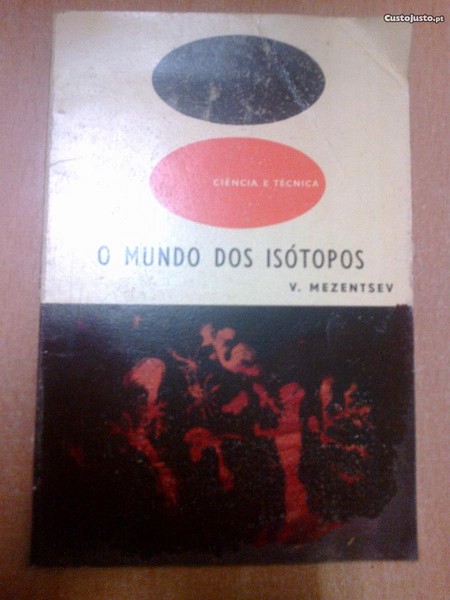 CustoJusto.pt
CIÊNCIA E TÉCNICA
O MUNDO DOS ISÓTOPOS
V. MEZENTSEV